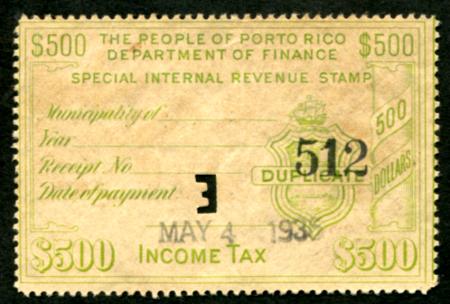 $500 THE PEOPLE OF PORTO RICO $500
DEPARTMENT OF FINANCE
SPECIAL INTERNAL REVENUE STAMP
Municipality of
Year
Receipt No
Date of payment
512
DUPLICATE
500
DOLLARS
E
MAY 4 193
$500 INCOME TAX $500